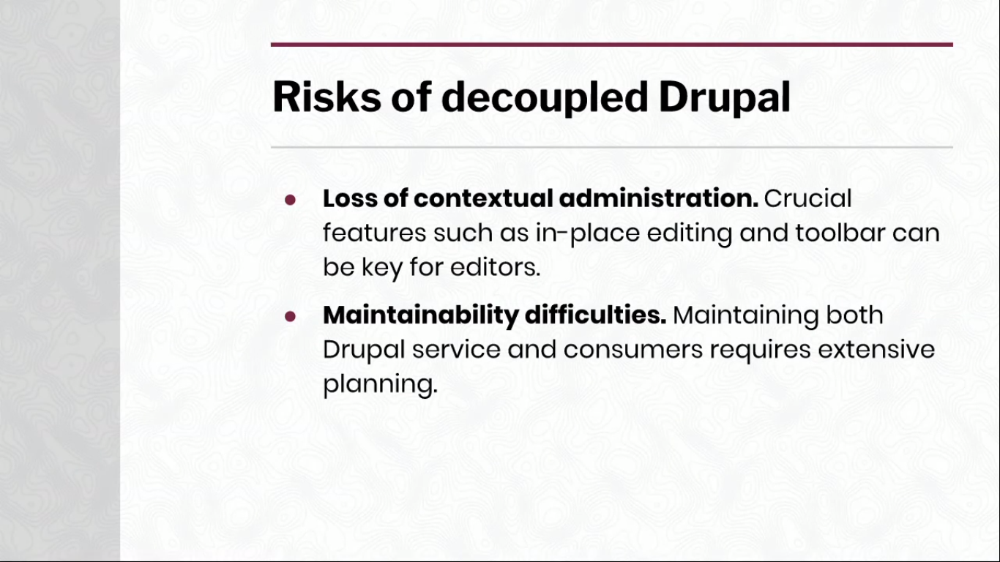 Risks of decoupled Drupal
● Loss of contextual administration. Crucial
features such as in-place editing and toolbar can
be key for editors.
● Maintainability difficulties. Maintaining both
Drupal service and consumers requires extensive
planning.